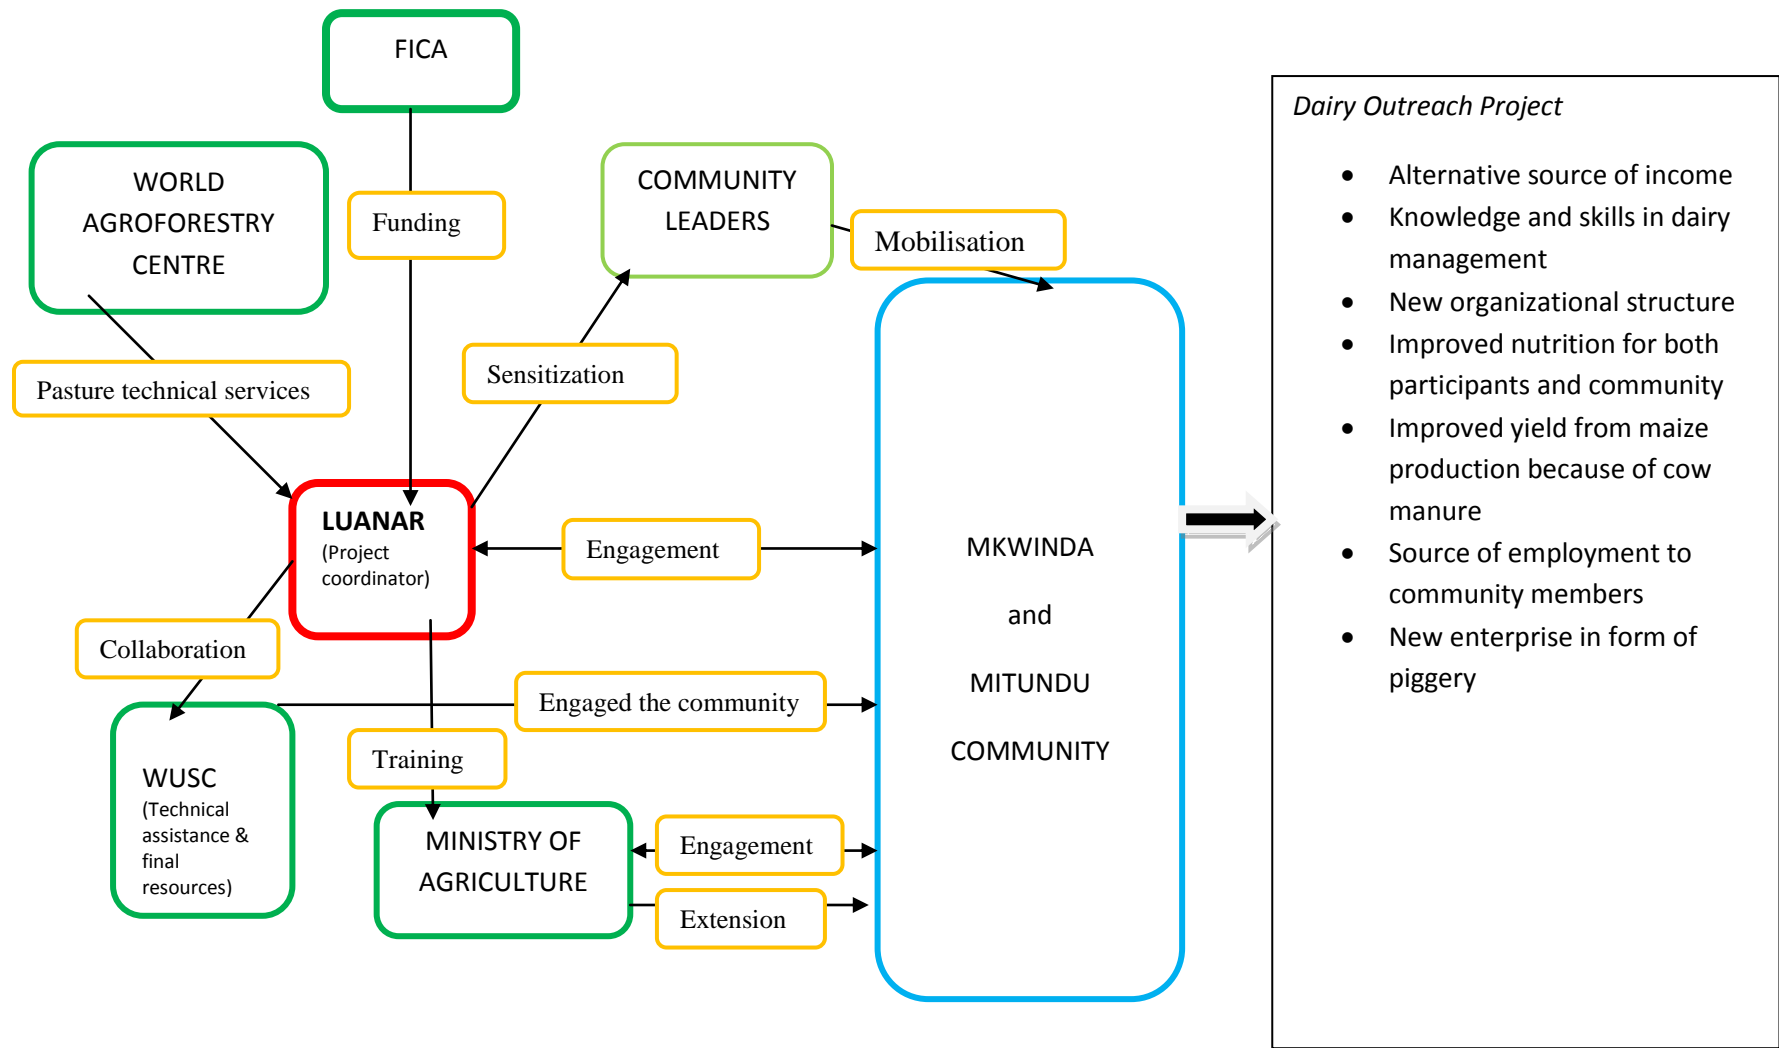 FICA
WORLD
AGROFORESTRY
CENTRE
COMMUNITY
LEADERS
Funding
Mobilisation
Pasture technical services
Sensitization
LUANAR
(Project
coordinator)
Engagement
Collaboration
Engaged the community
Training
WUSC
(Technical
assistance &
final
resources)
MINISTRY OF
AGRICULTURE
Engagement
Extension
MKWINDA
and
MITUNDU
COMMUNITY
Dairy Outreach Project
• Alternative source of income
• Knowledge and skills in dairy
management
• New organizational structure
• Improved nutrition for both
participants and community
• Improved yield from maize
production because of cow
manure
• Source of employment to
community members
• New enterprise in form of
piggery